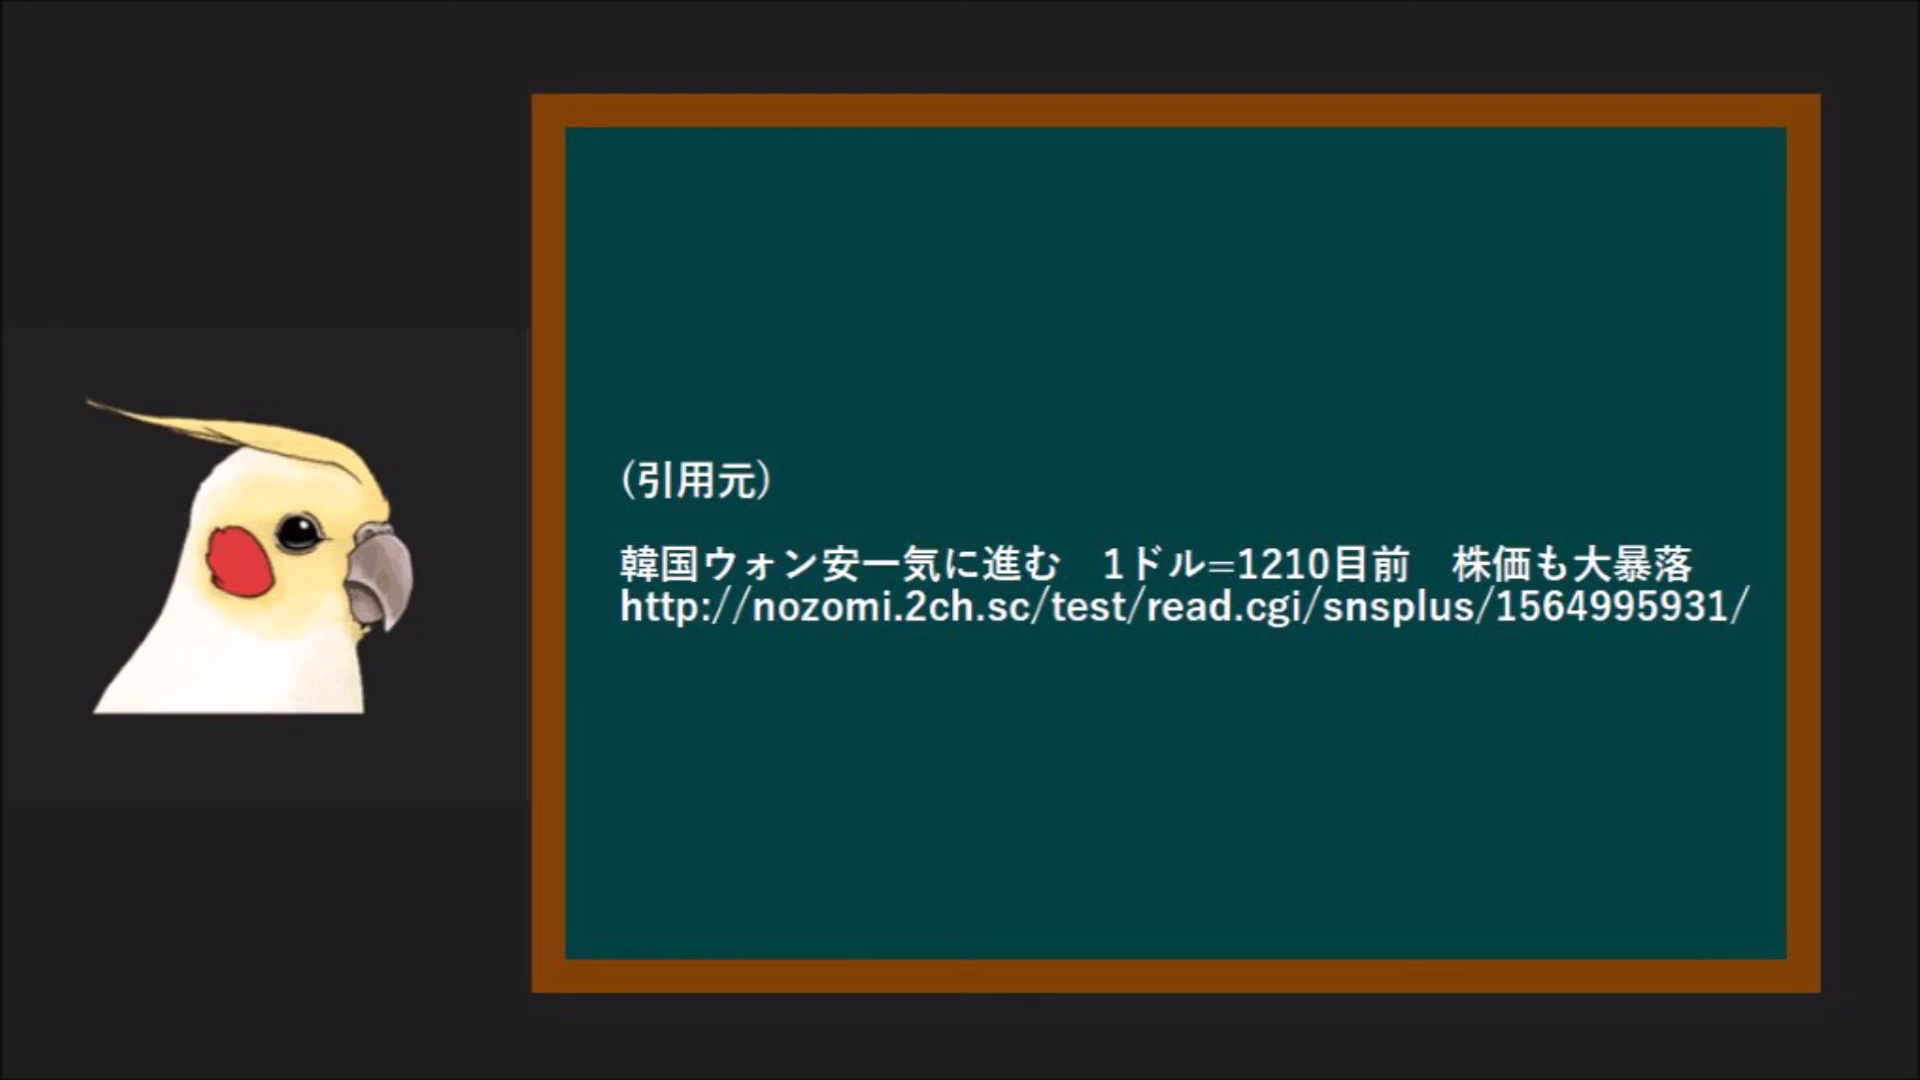 (引用元)
韓国ウォン安一気に進む　1ドル=1210目前　株価も大暴落
http://nozomi.2ch.sc/test/read.cgi/snsplus/1564995931/